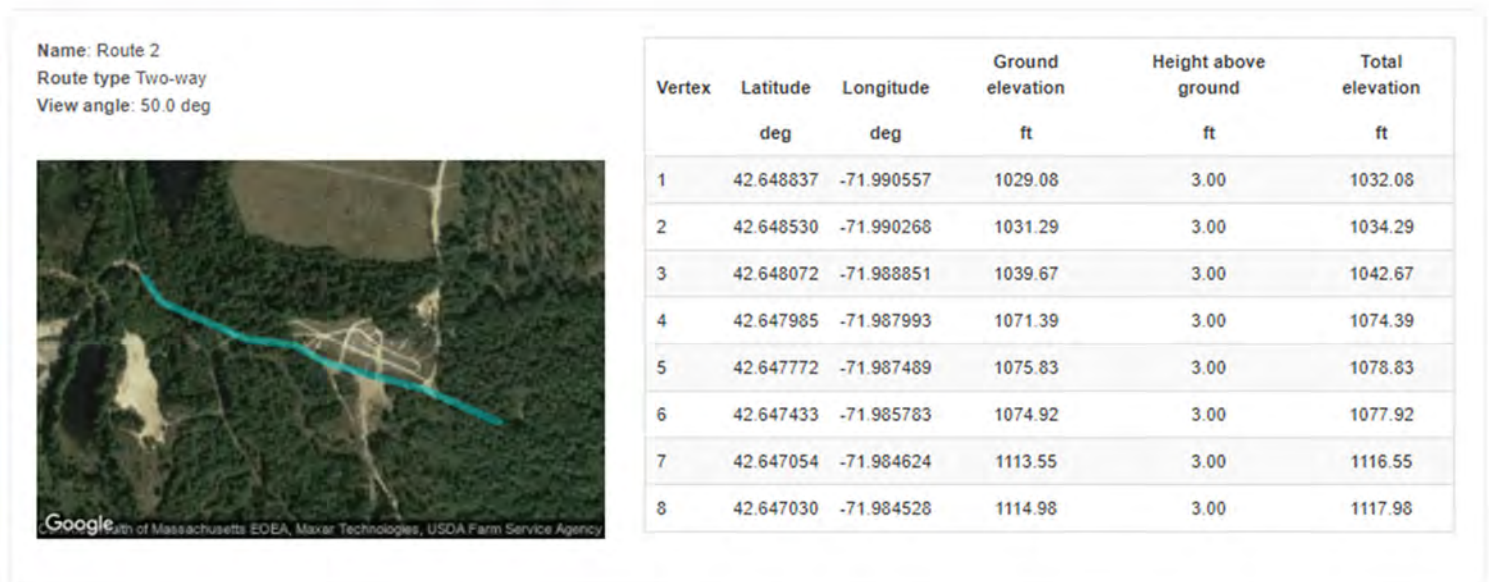 Name: Route 2
Route type Two-way
View angle: 50.0 deg
Vertex Latitude Longitude Ground elevation Height above ground Total elevation
deg deg ft ft ft
1 42.648837 -71.990557 1029.08 3.00 1032.08
2 42.648530 -71.990268 1031.29 3.00 1034.29
3 42.648072 -71.988851 1039.67 3.00 1042.67
4 42.647985 -71.987993 1071.39 3.00 1074.39
5 42.647772 -71.987489 1075.83 3.00 1078.83
6 42.647433 -71.985783 1074.92 3.00 1077.92
7 42.647054 -71.984624 1113.55 3.00 1116.55
8 42.647030 -71.984528 1114.98 3.00 1117.98
Google
of Massachusetts EOEA, Maxar Technologies, USDA Farm Service Agency